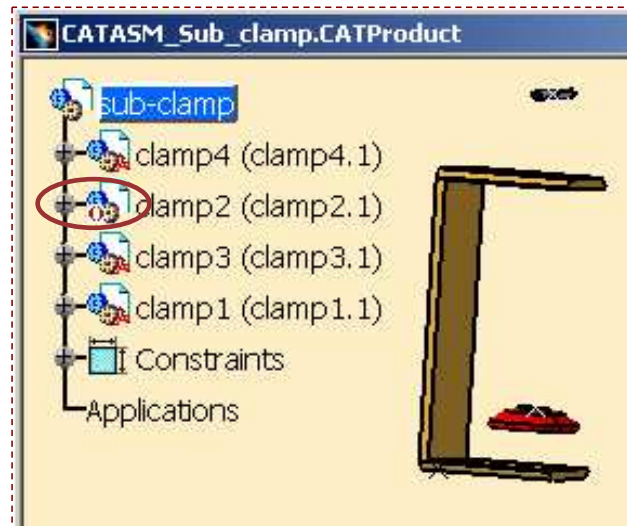 CATASM_Sub_clamp.CATProduct
sub-clamp
clamp4 (clamp4.1)
clamp2 (clamp2.1)
clamp3 (clamp3.1)
clamp1 (clamp1.1)
Constraints
Applications